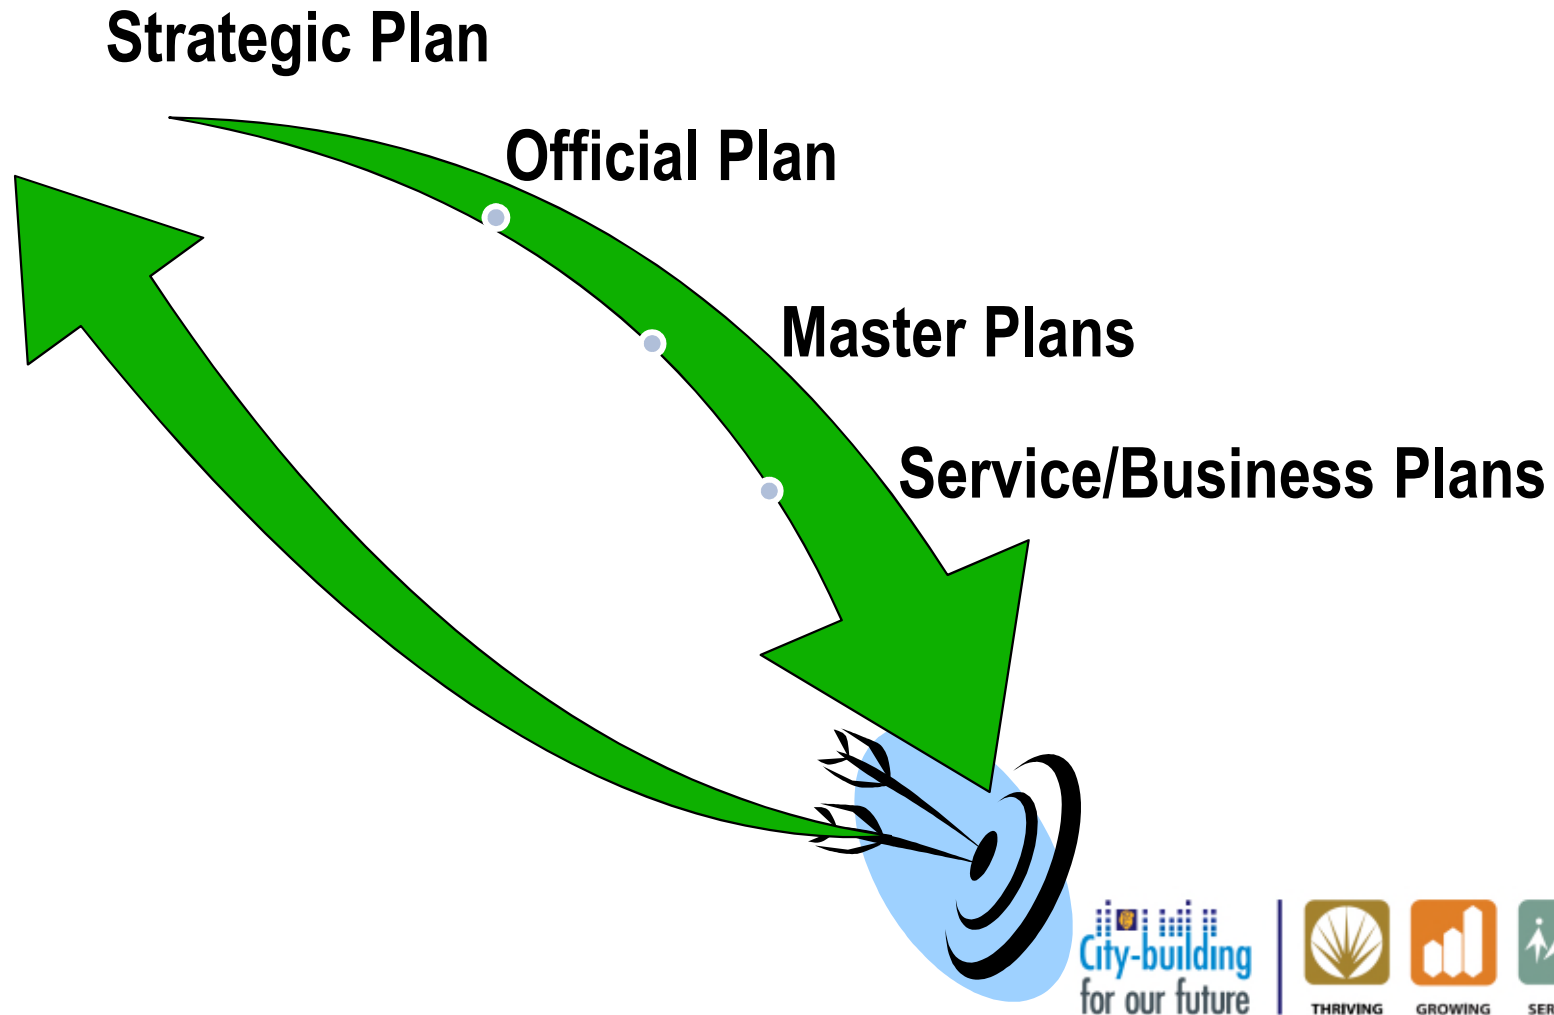 Strategic Plan
Official Plan
Master Plans
Service/Business Plans
City-building
for our future
THRIVING
GROWING